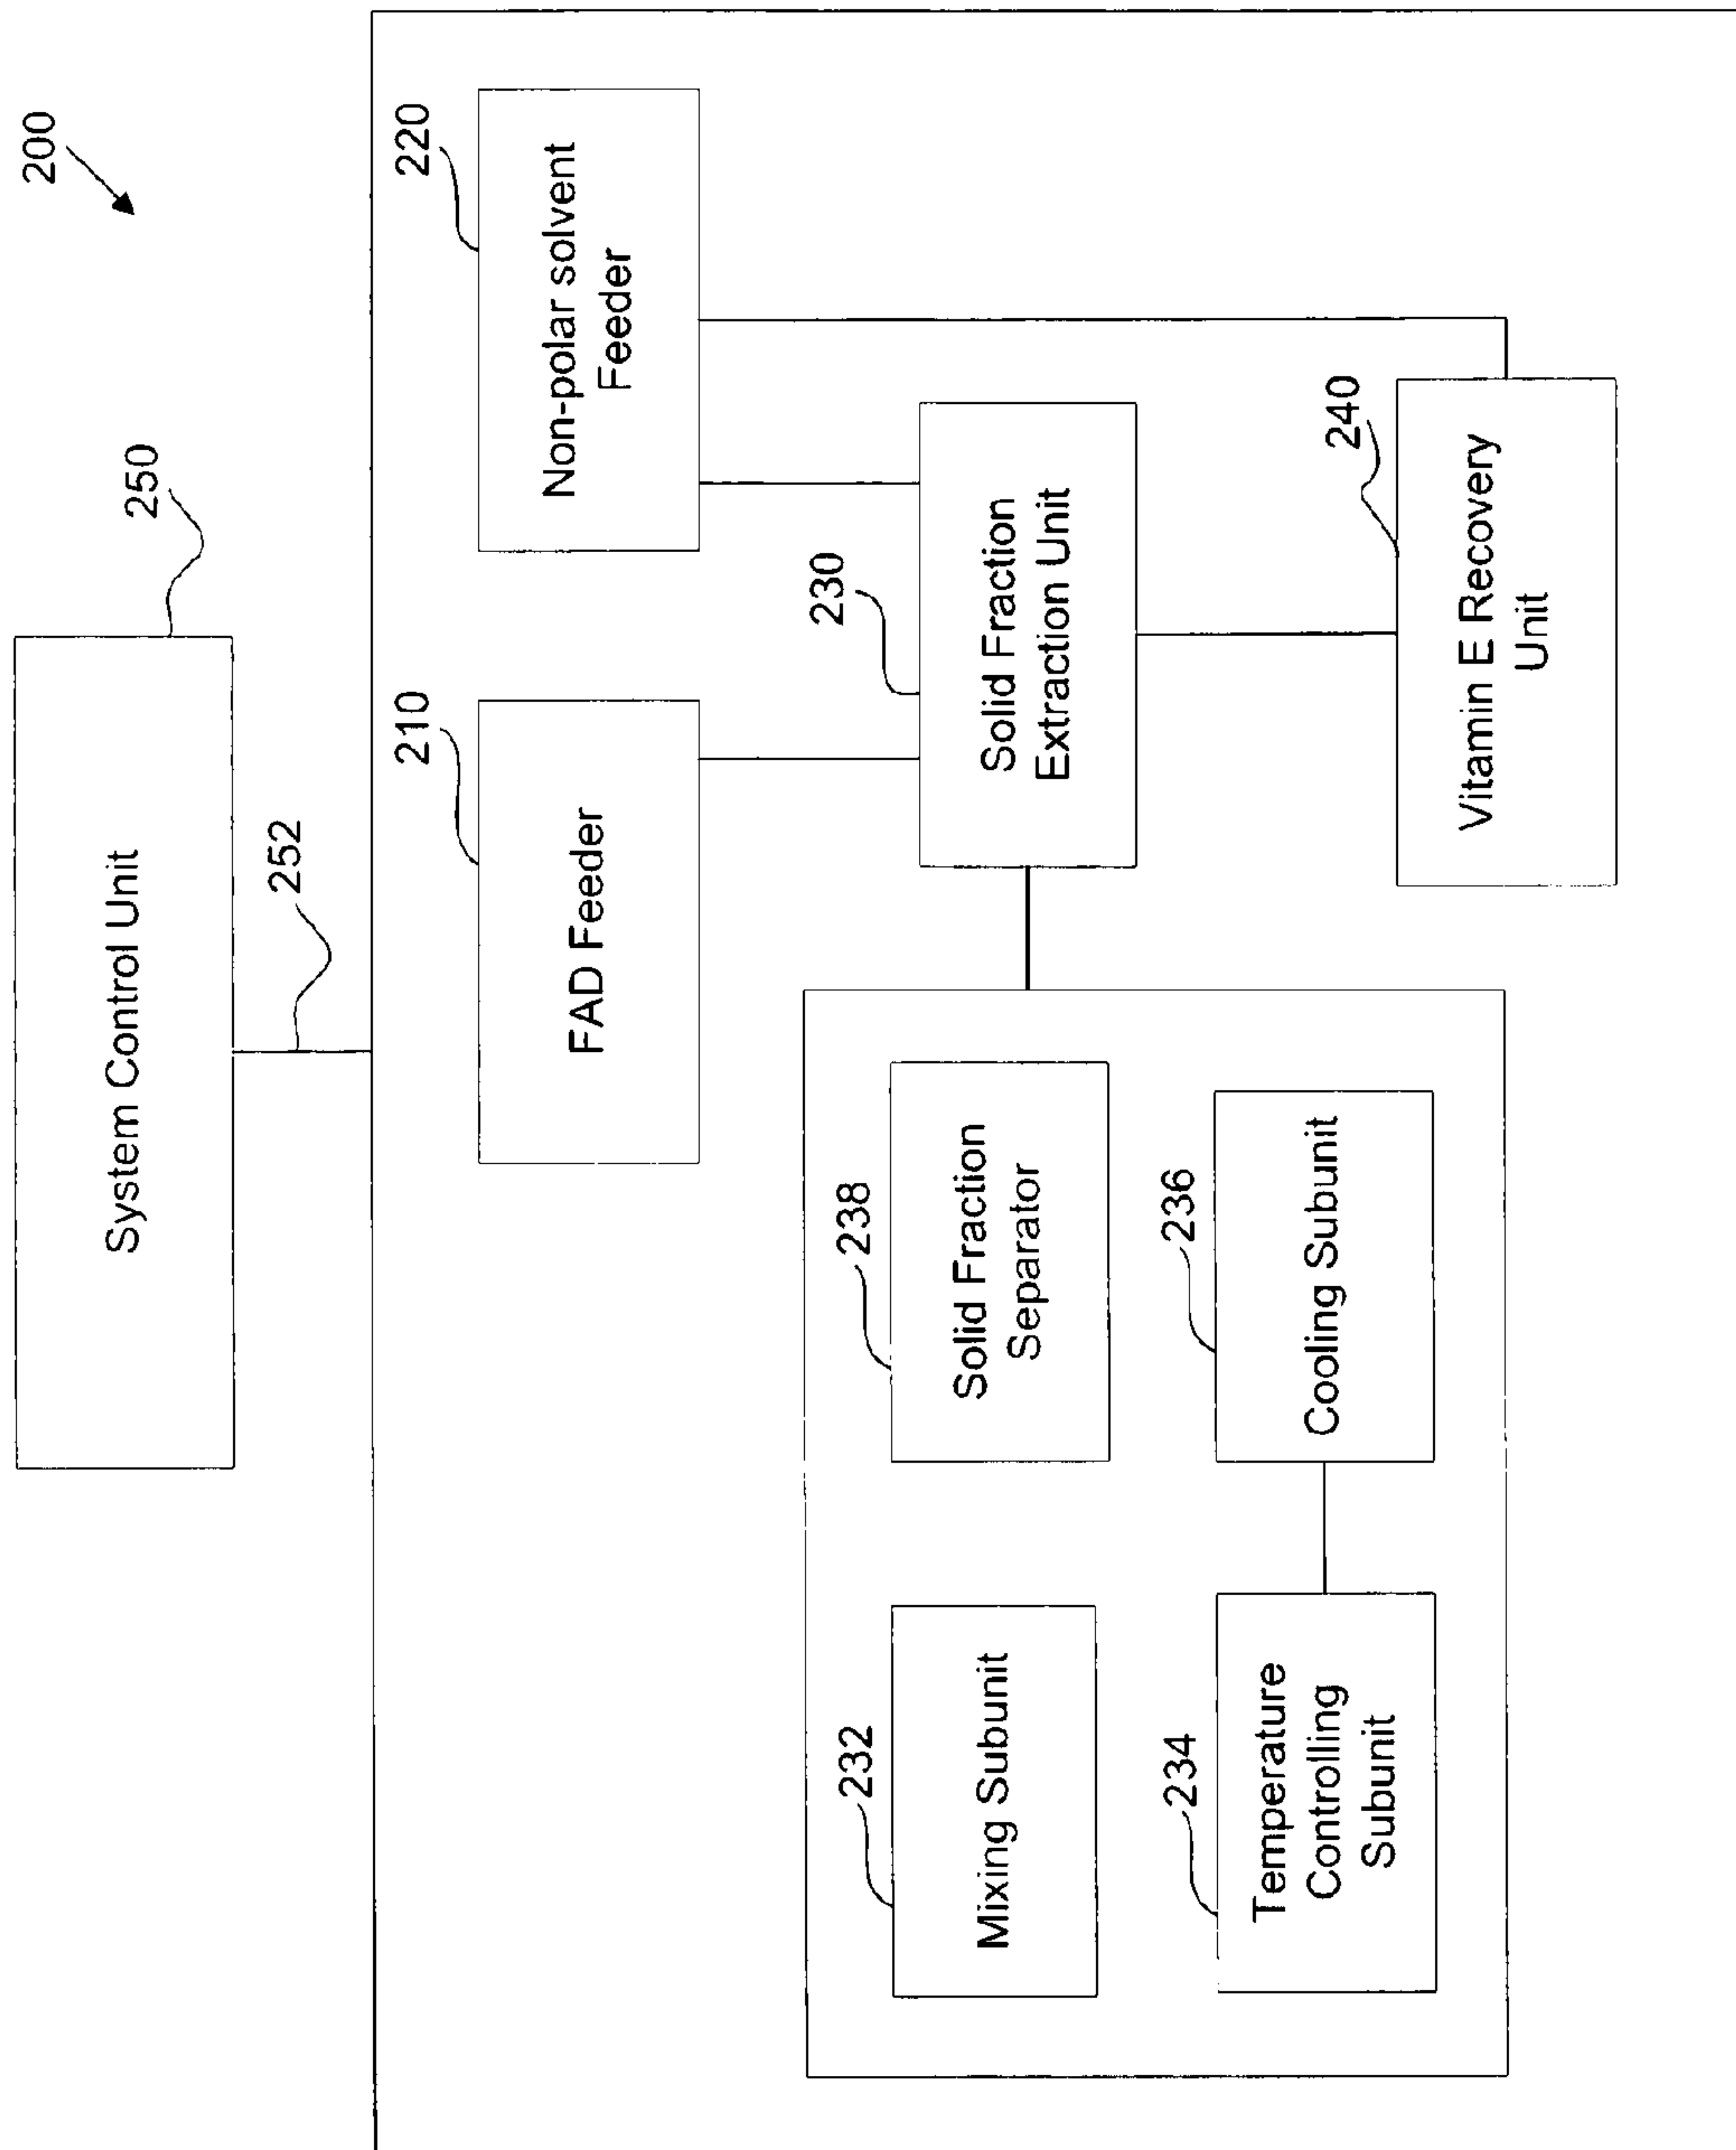 200
System Control Unit
250
252
FAD Feeder
210
Non-polar solvent
Feeder
220
Solid Fraction
Extraction Unit
230
Mixing Subunit
232
Solid Fraction
Separator
238
Temperature
Controlling
Subunit
234
Cooling Subunit
236
Vitamin E Recovery
Unit
240